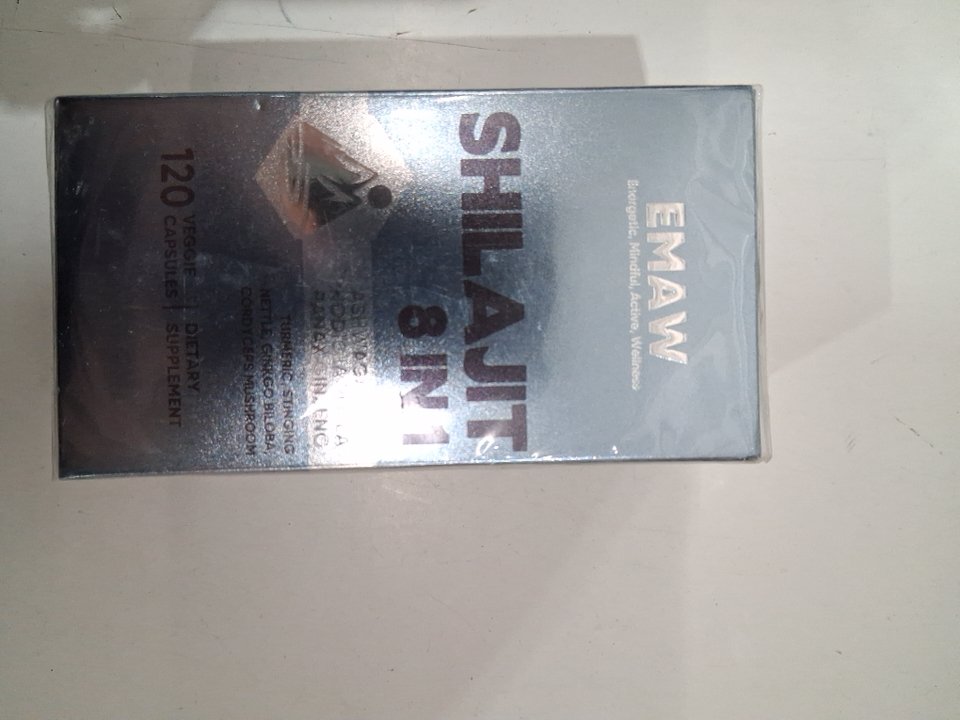 EMAW
Energetic, Mindful, Active, Wellness
SHILAJIT
8 IN 1
TURMERIC, STINGING
NETTLE, GINKGO BILOBA,
CORDYCEPS MUSHROOM
120 VEGGIE CAPSULES | DIETARY SUPPLEMENT